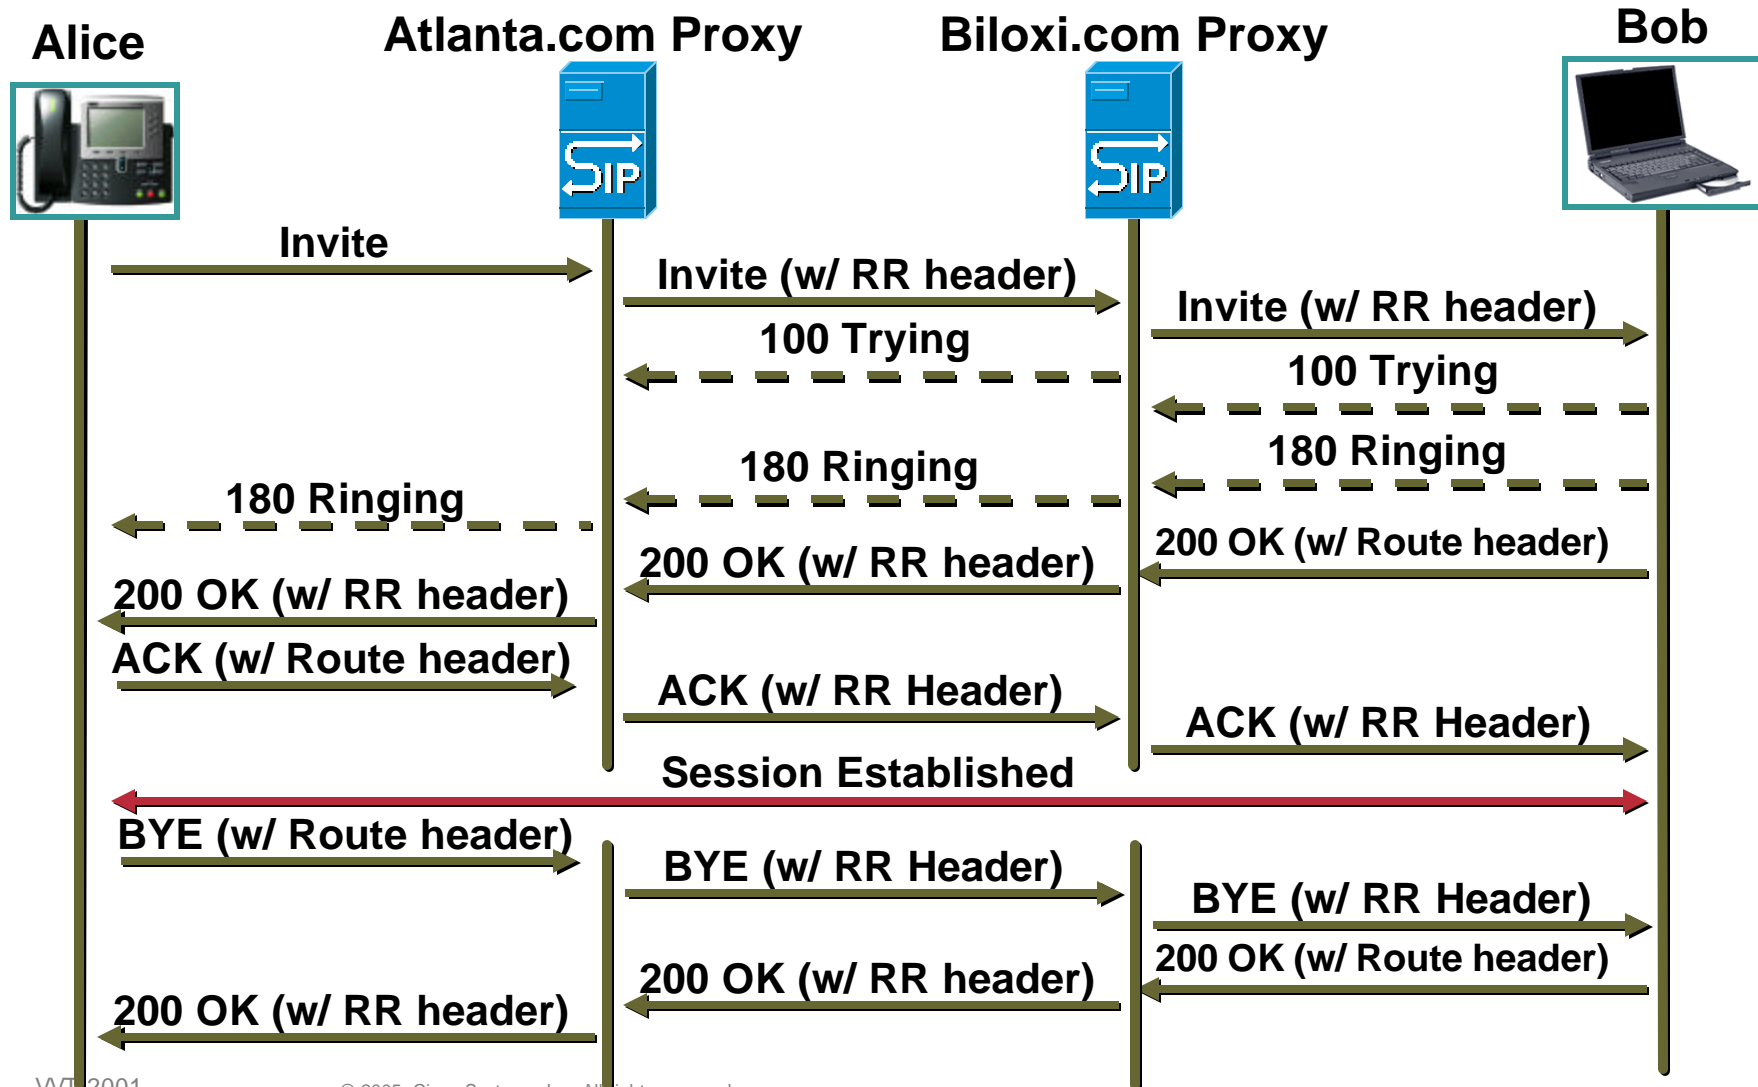 Alice
Atlanta.com Proxy
Biloxi.com Proxy
Bob
SIP
SIP
Invite
Invite (w/ RR header)
Invite (w/ RR header)
100 Trying
100 Trying
180 Ringing
180 Ringing
180 Ringing
200 OK (w/ Route header)
200 OK (w/ RR header)
200 OK (w/ RR header)
ACK (w/ Route header)
ACK (w/ RR Header)
ACK (w/ RR Header)
Session Established
BYE (w/ Route header)
BYE (w/ RR Header)
BYE (w/ RR Header)
200 OK (w/ Route header)
200 OK (w/ RR header)
200 OK (w/ RR header)
2001
© 2005